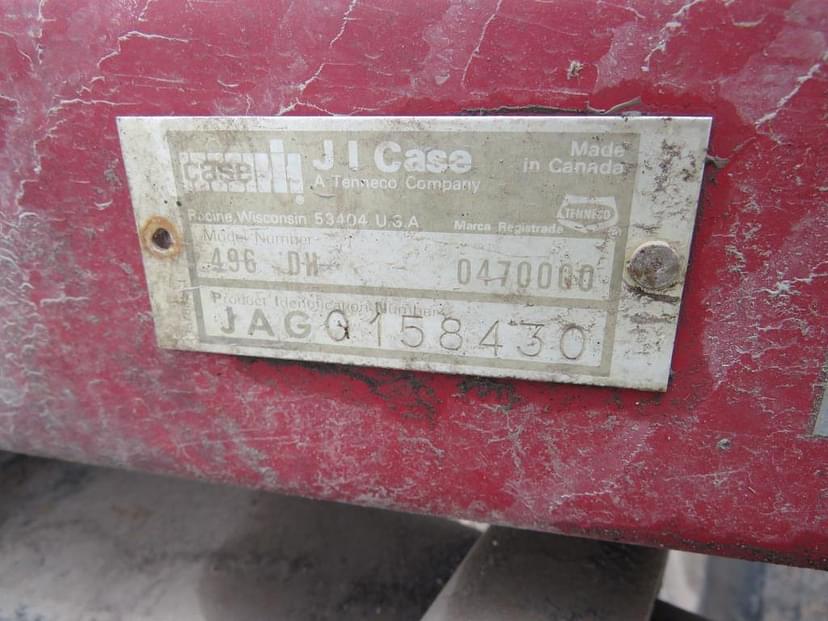 case IH
J I Case
A Tenneco Company
Made
in Canada
TENNECO
Racine, Wisconsin 53404 U.S.A.
Marca Registrada
Model Number
496 DH 0470000
Product Identification Number
JAG0158430